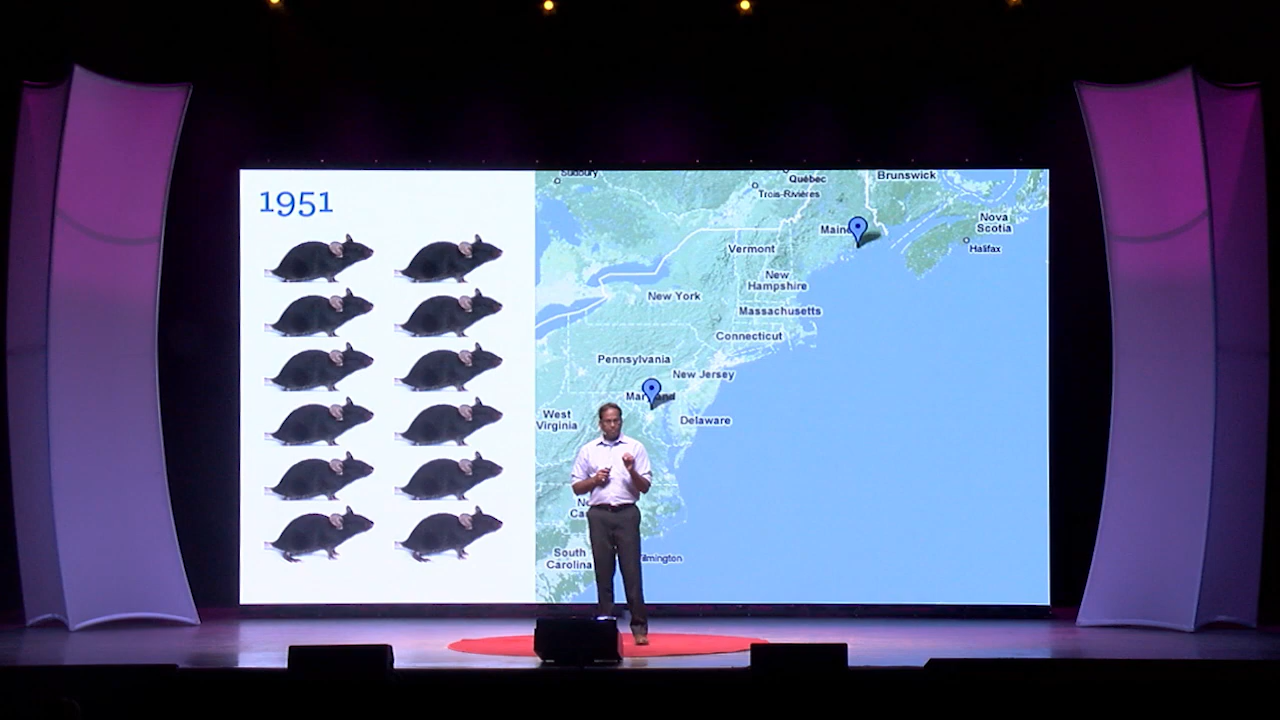 1951
Sudbury
Québec
Trois-Rivières
Brunswick
Maine
Nova
Scotia
Halifax
Vermont
New
Hampshire
New York
Massachusetts
Connecticut
Pennsylvania
New Jersey
Maryland
West
Virginia
Delaware
South
Carolina